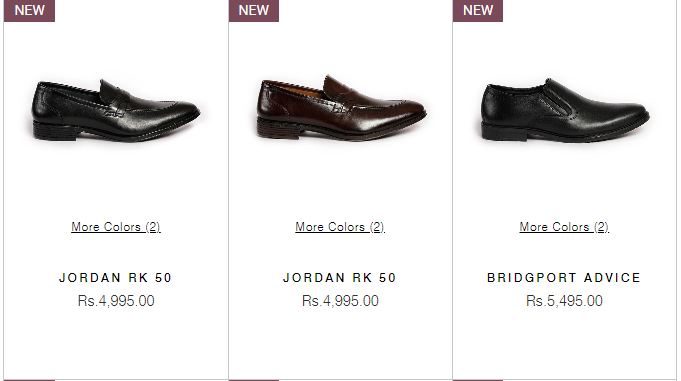 NEW
NEW
NEW
More Colors (2)
More Colors (2)
More Colors (2)
JORDAN RK 50
JORDAN RK 50
BRIDGPORT ADVICE
Rs.4,995.00
Rs.4,995.00
Rs.5,495.00